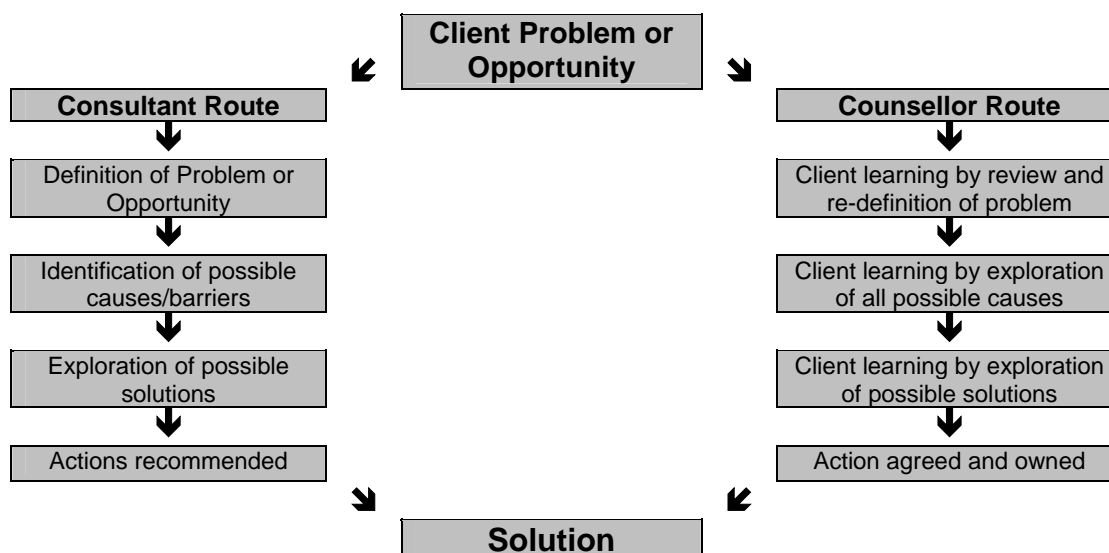 Client Problem or
Opportunity
Consultant Route
Definition of Problem or
Opportunity
Identification of possible
causes/barriers
Exploration of possible
solutions
Actions recommended
Counsellor Route
Client learning by review and
re-definition of problem
Client learning by exploration
of all possible causes
Client learning by exploration
of possible solutions
Action agreed and owned
Solution